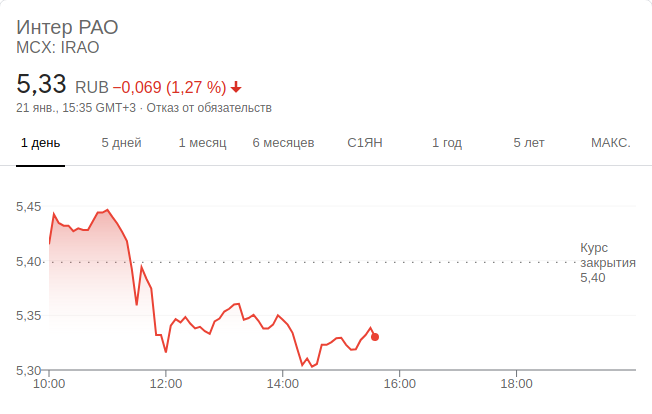 Интер РАО
MCX: IRAO
5,33 RUB −0,069 (1,27 %)
21 янв., 15:35 GMT+3 · Отказ от обязательств
1 день 5 дней 1 месяц 6 месяцев С1ЯН 1 год 5 лет МАКС.
5,45
Курс
5,40 закрытия
5,40
5,35
5,30
10:00 12:00 14:00 16:00 18:00